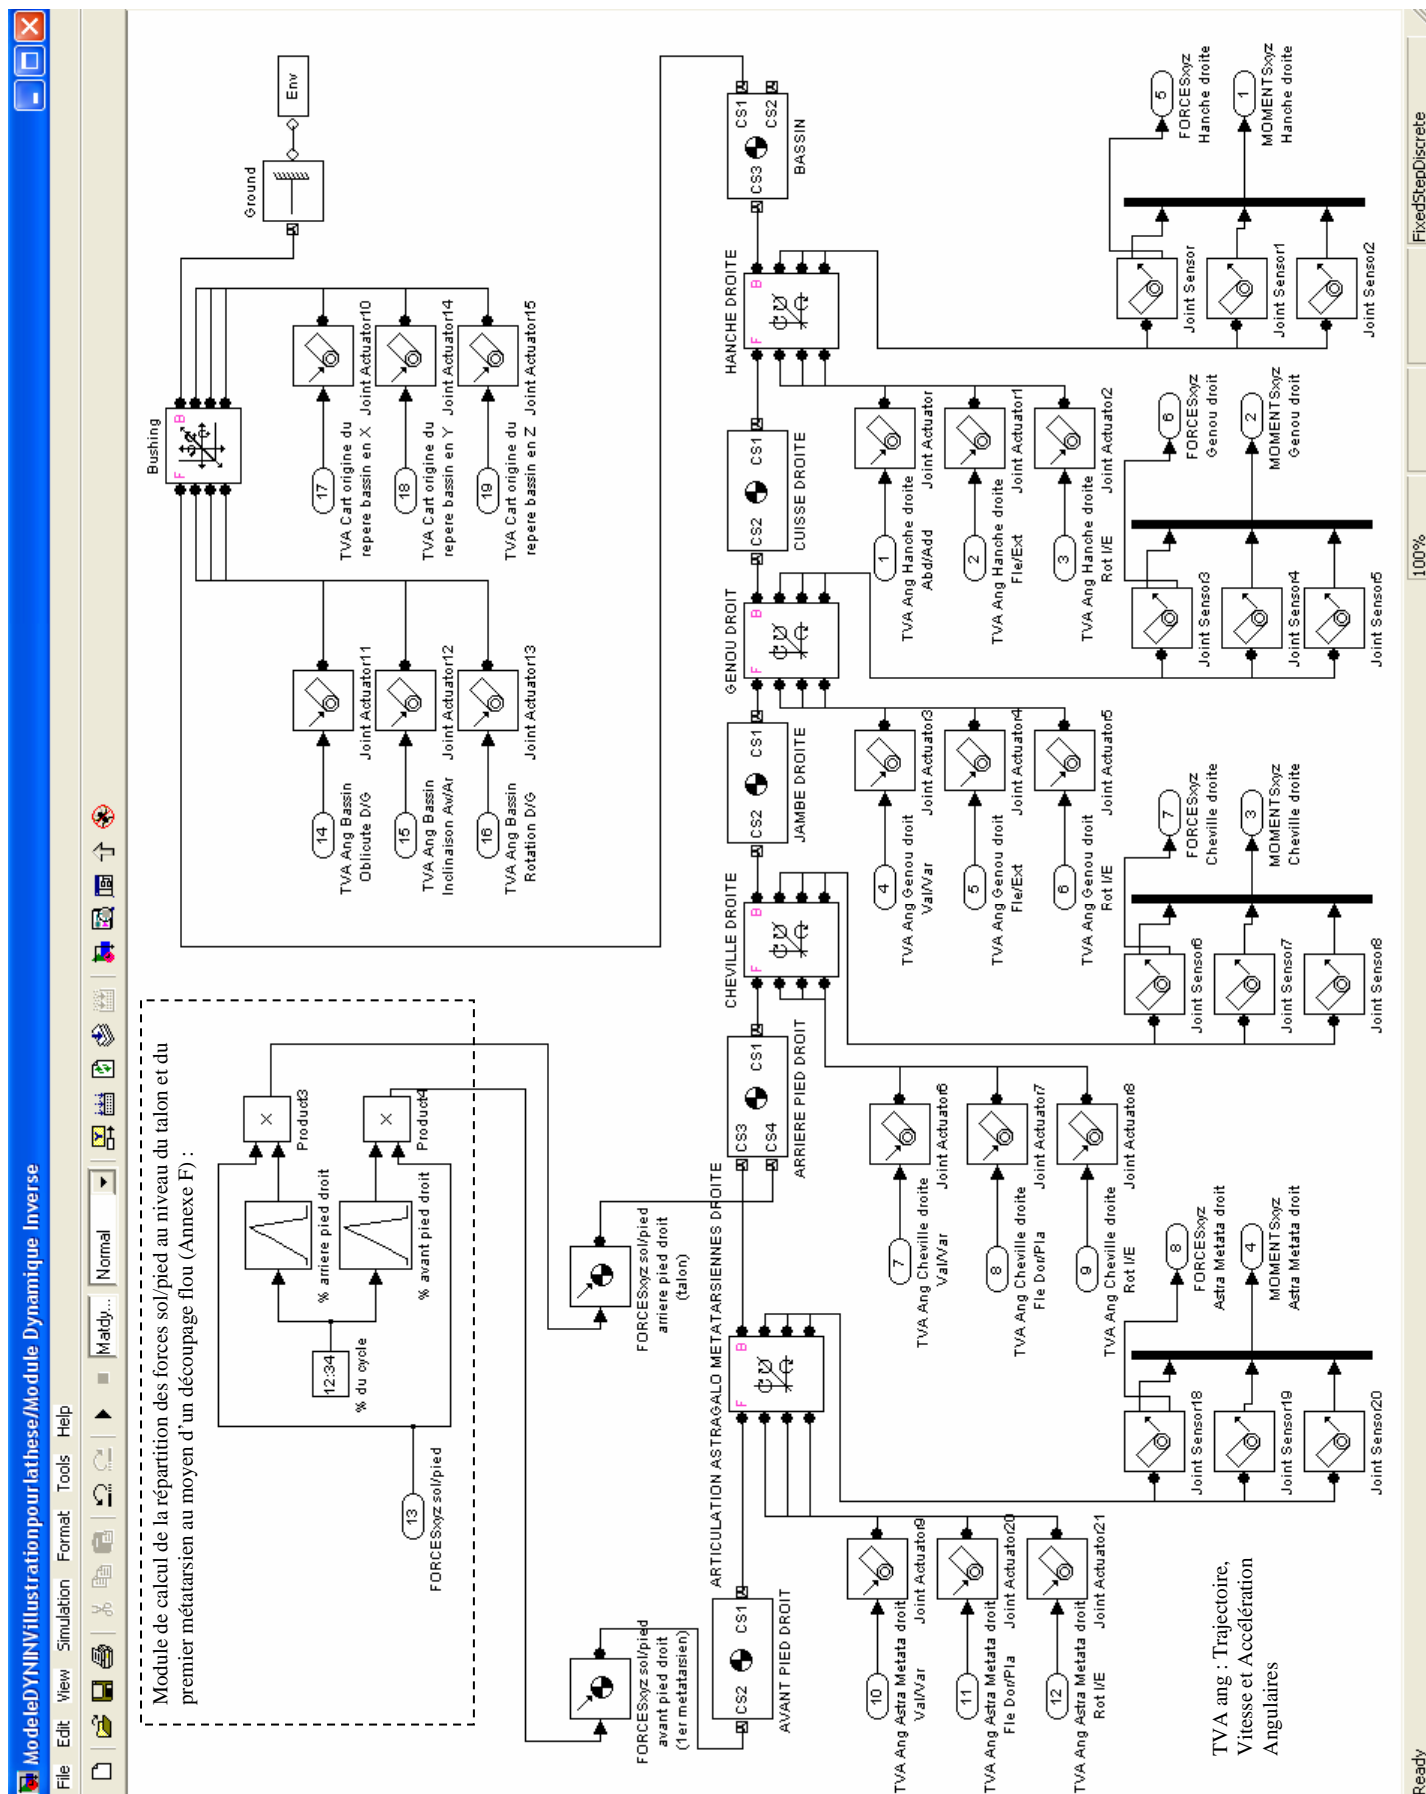 ModeleDYNINVillustrationpourlathese/Module Dynamique Inverse
File Edit View Simulation Format Tools Help
Matdy... Normal
Module de calcul de la répartition des forces sol/pied au niveau du talon et du
premier métatarsien au moyen d'un découpage flou (Annexe F) :
13
FORCESxyz sol/pied
12:34
% du cycle
% arriere pied droit
% avant pied droit
×
Product3
×
Product4
14
TVA Ang Bassin
Oblicute D/G
Joint Actuator11
15
TVA Ang Bassin
Inclinaison Av/Ar
Joint Actuator12
16
TVA Ang Bassin
Rotation D/G
Joint Actuator13
Bushing
F B
17
TVA Cart origine du
repere bassin en X
Joint Actuator10
18
TVA Cart origine du
repere bassin en Y
Joint Actuator14
19
TVA Cart origine du
repere bassin en Z
Joint Actuator15
Ground
Env
FORCESxyz sol/pied
avant pied droit
(1er metatarsien)
FORCESxyz sol/pied
arriere pied droit
(talon)
CS2 CS1
AVANT PIED DROIT
ARTICULATION ASTRAGALO METATARSIENNES DROITE
F B
CS3 CS1
CS4
ARRIERE PIED DROIT
CHEVILLE DROITE
F B
CS2 CS1
JAMBE DROITE
GENOU DROIT
F B
CS2 CS1
CUISSE DROITE
HANCHE DROITE
F B
CS3 CS1
CS2
BASSIN
10
TVA Ang Astra Metata droit
Val/Var
Joint Actuator9
11
TVA Ang Astra Metata droit
Fle Dor/Pla
Joint Actuator20
12
TVA Ang Astra Metata droit
Rot I/E
Joint Actuator21
7
TVA Ang Cheville droite
Val/Var
Joint Actuator6
8
TVA Ang Cheville droite
Fle Dor/Pla
Joint Actuator7
9
TVA Ang Cheville droite
Rot I/E
Joint Actuator8
4
TVA Ang Genou droit
Val/Var
Joint Actuator3
5
TVA Ang Genou droit
Fle/Ext
Joint Actuator4
6
TVA Ang Genou droit
Rot I/E
Joint Actuator5
1
TVA Ang Hanche droite
Abd/Add
Joint Actuator
2
TVA Ang Hanche droite
Fle/Ext
Joint Actuator1
3
TVA Ang Hanche droite
Rot I/E
Joint Actuator2
Joint Sensor18
Joint Sensor19
Joint Sensor20
8
FORCESxyz
Astra Metata droit
4
MOMENTSxyz
Astra Metata droit
Joint Sensor6
Joint Sensor7
Joint Sensor8
7
FORCESxyz
Cheville droite
3
MOMENTSxyz
Cheville droite
Joint Sensor3
Joint Sensor4
Joint Sensor5
6
FORCESxyz
Genou droit
2
MOMENTSxyz
Genou droit
Joint Sensor
Joint Sensor1
Joint Sensor2
5
FORCESxyz
Hanche droite
1
MOMENTSxyz
Hanche droite
TVA ang : Trajectoire,
Vitesse et Accélération
Angulaires
Ready 100% FixedStepDiscrete